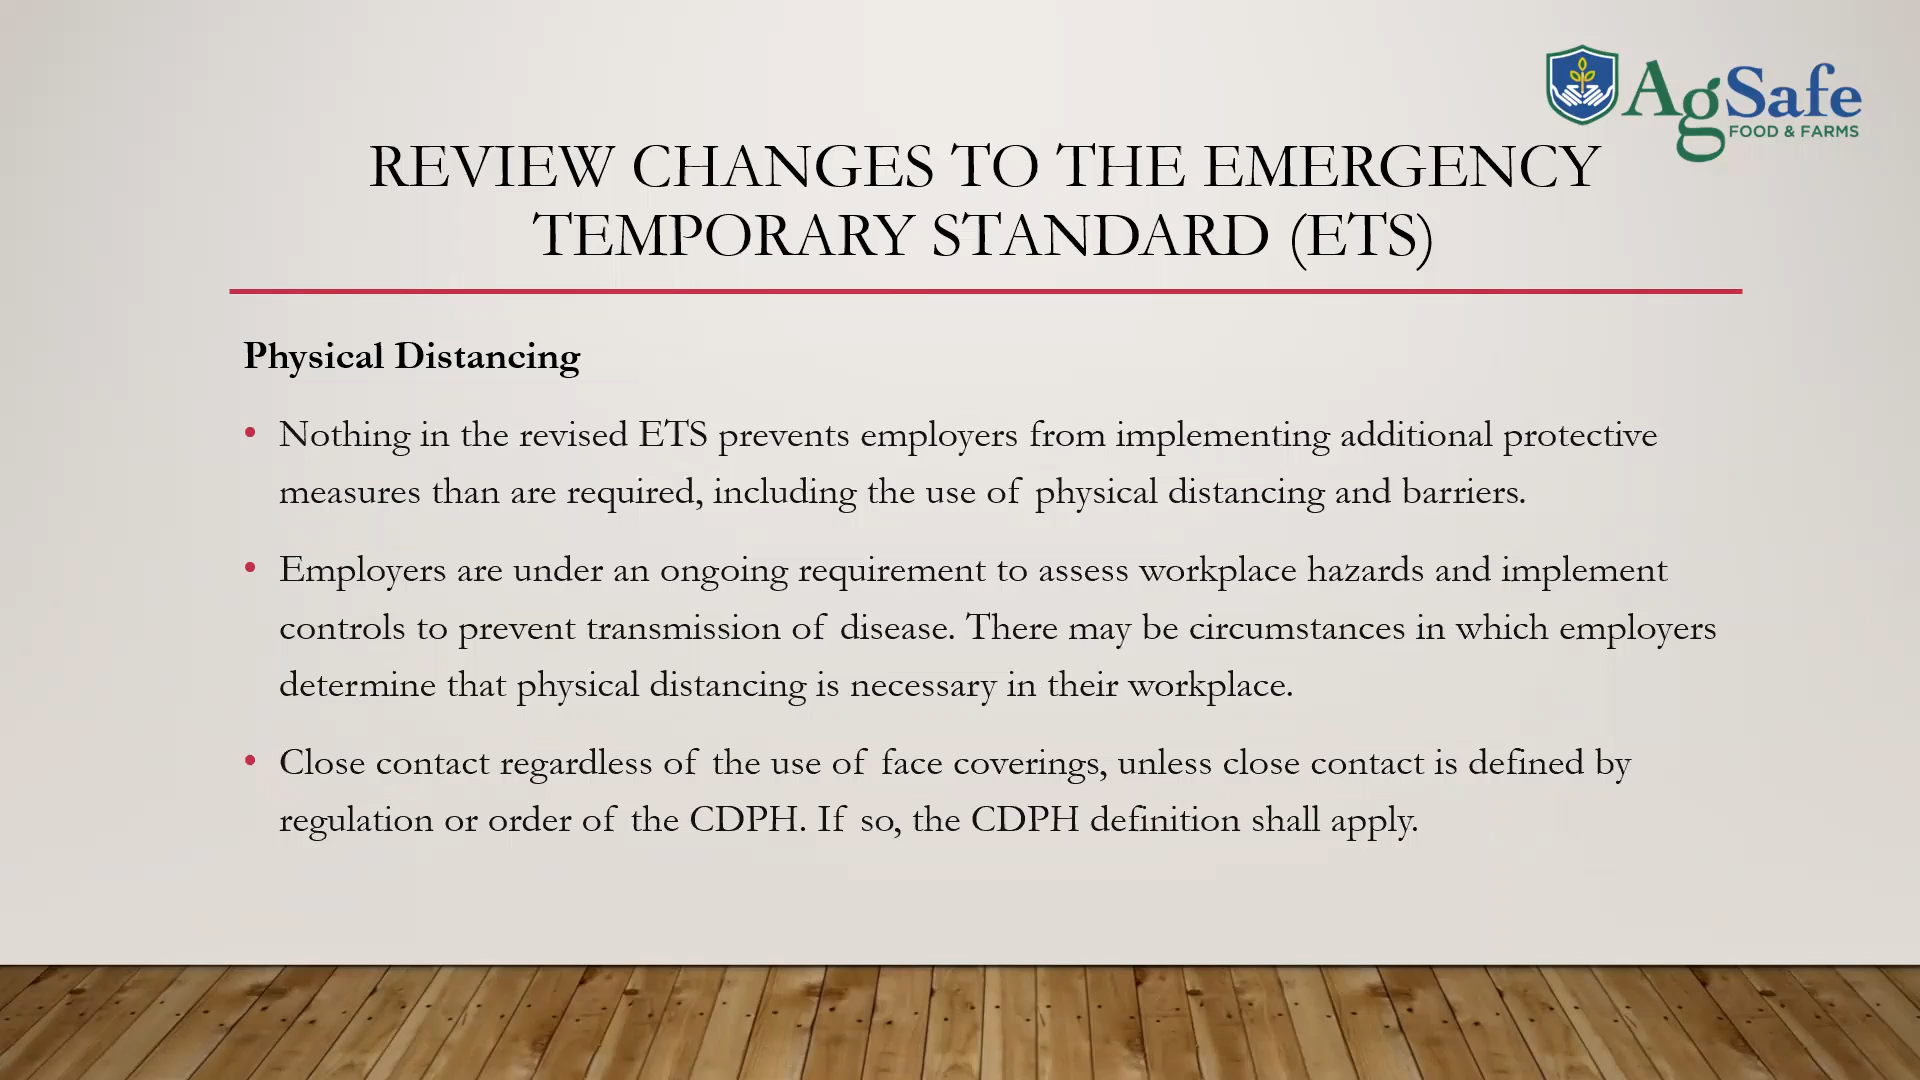 AgSafe
FOOD & FARMS
REVIEW CHANGES TO THE EMERGENCY
TEMPORARY STANDARD (ETS)
Physical Distancing
• Nothing in the revised ETS prevents employers from implementing additional protective
measures than are required, including the use of physical distancing and barriers.
• Employers are under an ongoing requirement to assess workplace hazards and implement
controls to prevent transmission of disease. There may be circumstances in which employers
determine that physical distancing is necessary in their workplace.
• Close contact regardless of the use of face coverings, unless close contact is defined by
regulation or order of the CDPH. If so, the CDPH definition shall apply.